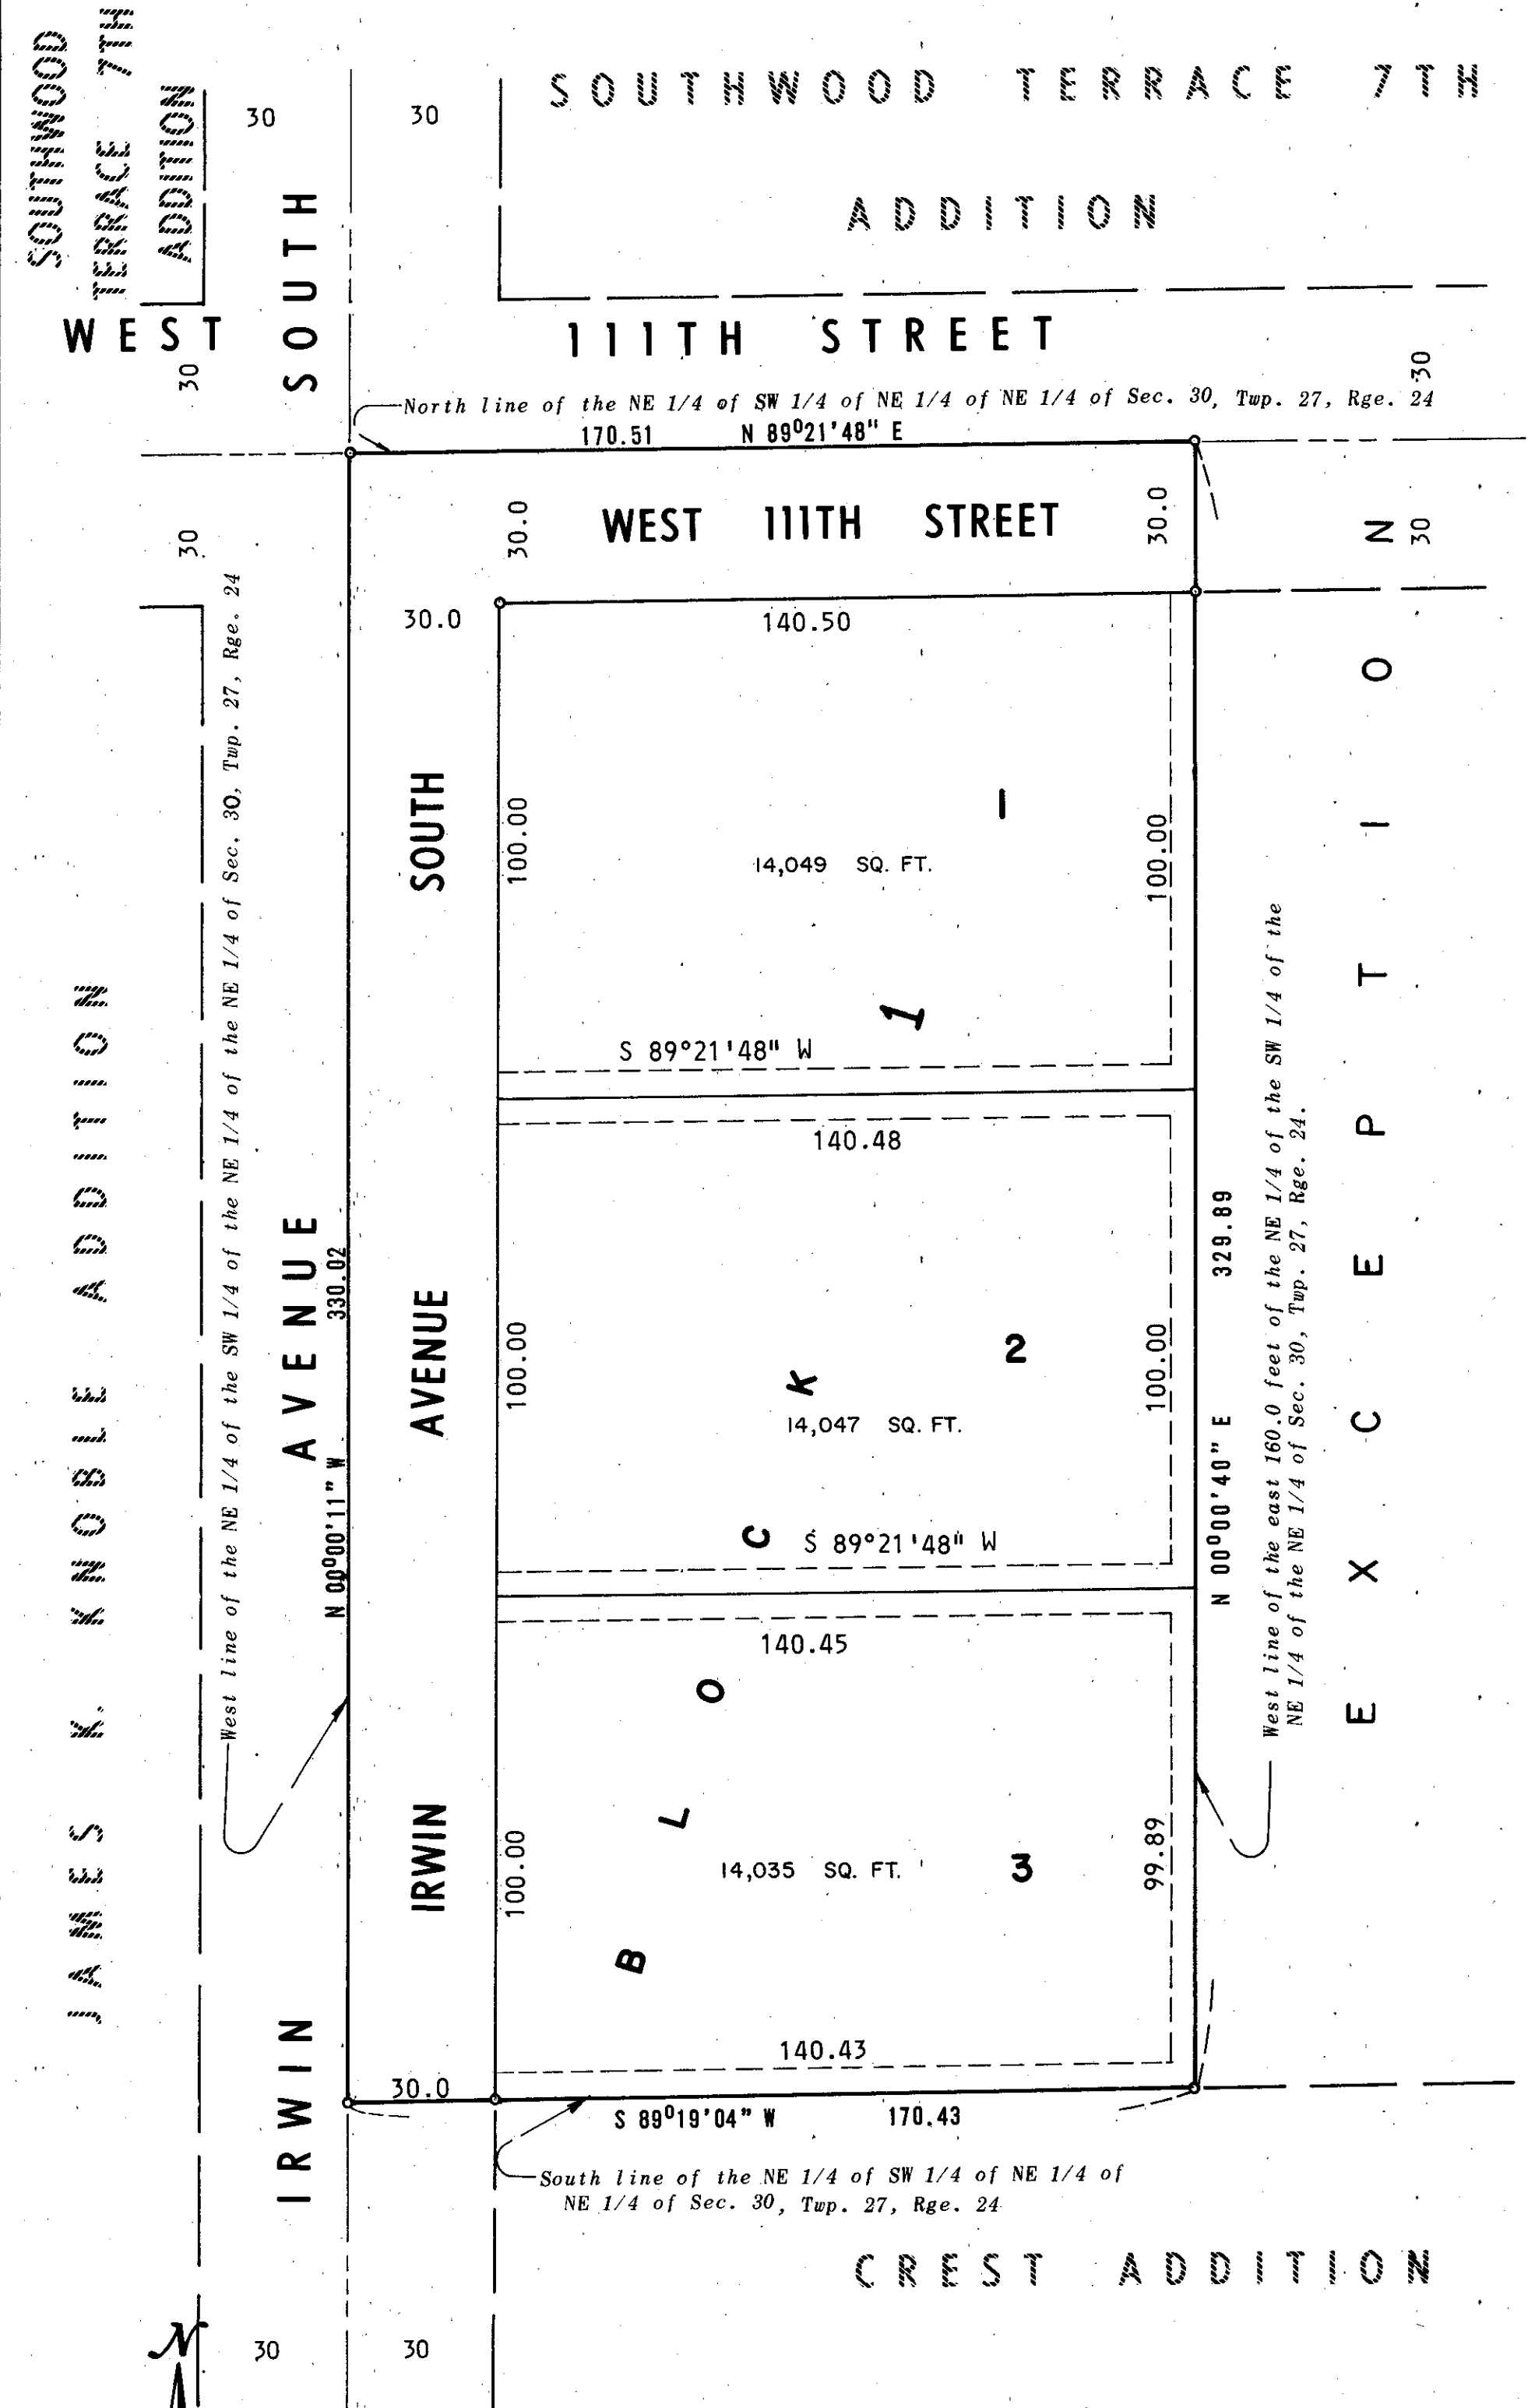 SOUTHWOOD
TERRACE 7TH
ADDITION
30
30
SOUTHWOOD TERRACE 7TH
ADDITION
WEST
111TH STREET
30
30
North line of the NE 1/4 of SW 1/4 of NE 1/4 of NE 1/4 of Sec. 30, Twp. 27, Rge. 24
170.51 N 89°21'48" E
30
30.0
WEST 111TH STREET
30.0
30
30.0
140.50
IRWIN AVENUE SOUTH
IRWIN AVENUE SOUTH
JAMES K. KNOBLE ADDITION
West line of the NE 1/4 of the SW 1/4 of the NE 1/4 of the NE 1/4 of Sec. 30, Twp. 27, Rge. 24
N 00°00'11" W 330.02
100.00
1
14,049 SQ. FT.
100.00
S 89°21'48" W
140.48
100.00
2
14,047 SQ. FT.
100.00
S 89°21'48" W
140.45
100.00
3
14,035 SQ. FT.
99.89
BLOCK 1
140.43
N 00°00'40" E 329.89
West line of the east 160.0 feet of the NE 1/4 of the SW 1/4 of the
NE 1/4 of the NE 1/4 of Sec. 30, Twp. 27, Rge. 24.
EXCEPTION
30.0
S 89°19'04" W 170.43
South line of the NE 1/4 of SW 1/4 of NE 1/4 of
NE 1/4 of Sec. 30, Twp. 27, Rge. 24
CREST ADDITION
N
30
30